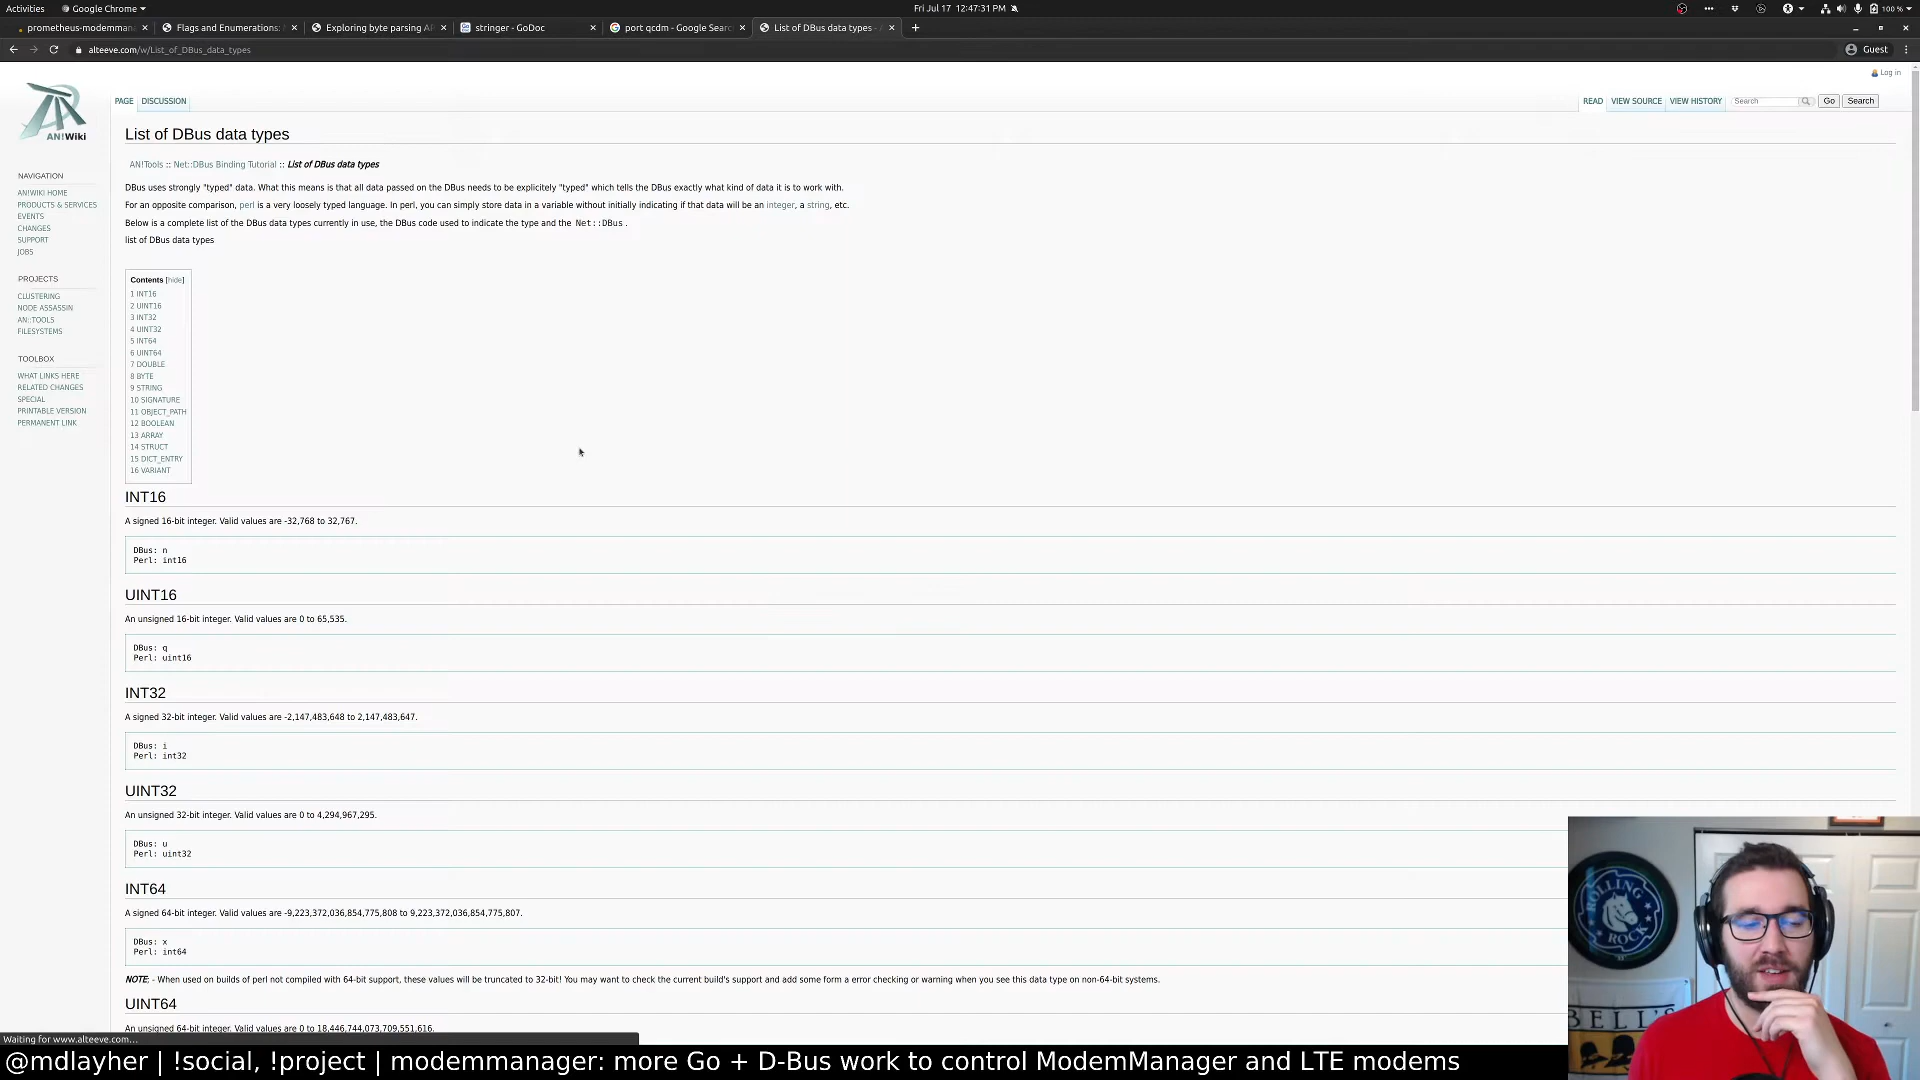 Activities Google Chrome Fri Jul 17 12:47:31 PM 100 %
prometheus-modemmana Flags and Enumerations: Exploring byte parsing AP stringer - GoDoc port qcdm - Google Searc List of DBus data types -
alteeve.com/w/List_of_DBus_data_types Guest
Log in
PAGE DISCUSSION READ VIEW SOURCE VIEW HISTORY Search Go Search
AN!Wiki
List of DBus data types
AN!Tools :: Net::DBus Binding Tutorial :: List of DBus data types
NAVIGATION
AN!WIKI HOME
PRODUCTS & SERVICES
EVENTS
CHANGES
SUPPORT
JOBS
PROJECTS
CLUSTERING
NODE ASSASSIN
AN::TOOLS
FILESYSTEMS
TOOLBOX
WHAT LINKS HERE
RELATED CHANGES
SPECIAL
PRINTABLE VERSION
PERMANENT LINK
DBus uses strongly "typed" data. What this means is that all data passed on the DBus needs to be explicitely "typed" which tells the DBus exactly what kind of data it is to work with.
For an opposite comparison, perl is a very loosely typed language. In perl, you can simply store data in a variable without initially indicating if that data will be an integer, a string, etc.
Below is a complete list of the DBus data types currently in use, the DBus code used to indicate the type and the Net::DBus .
list of DBus data types
Contents [hide]
1 INT16
2 UINT16
3 INT32
4 UINT32
5 INT64
6 UINT64
7 DOUBLE
8 BYTE
9 STRING
10 SIGNATURE
11 OBJECT_PATH
12 BOOLEAN
13 ARRAY
14 STRUCT
15 DICT_ENTRY
16 VARIANT
INT16
A signed 16-bit integer. Valid values are -32,768 to 32,767.
DBus: n
Perl: int16
UINT16
An unsigned 16-bit integer. Valid values are 0 to 65,535.
DBus: q
Perl: uint16
INT32
A signed 32-bit integer. Valid values are -2,147,483,648 to 2,147,483,647.
DBus: i
Perl: int32
UINT32
An unsigned 32-bit integer. Valid values are 0 to 4,294,967,295.
DBus: u
Perl: uint32
INT64
A signed 64-bit integer. Valid values are -9,223,372,036,854,775,808 to 9,223,372,036,854,775,807.
DBus: x
Perl: int64
NOTE: - When used on builds of perl not compiled with 64-bit support, these values will be truncated to 32-bit! You may want to check the current build's support and add some form a error checking or warning when you see this data type on non-64-bit systems.
UINT64
An unsigned 64-bit integer. Valid values are 0 to 18,446,744,073,709,551,616.
Waiting for www.alteeve.com...
ROLLING
ROCK
BELL'S
@mdlayher | !social, !project | modemmanager: more Go + D-Bus work to control ModemManager and LTE modems